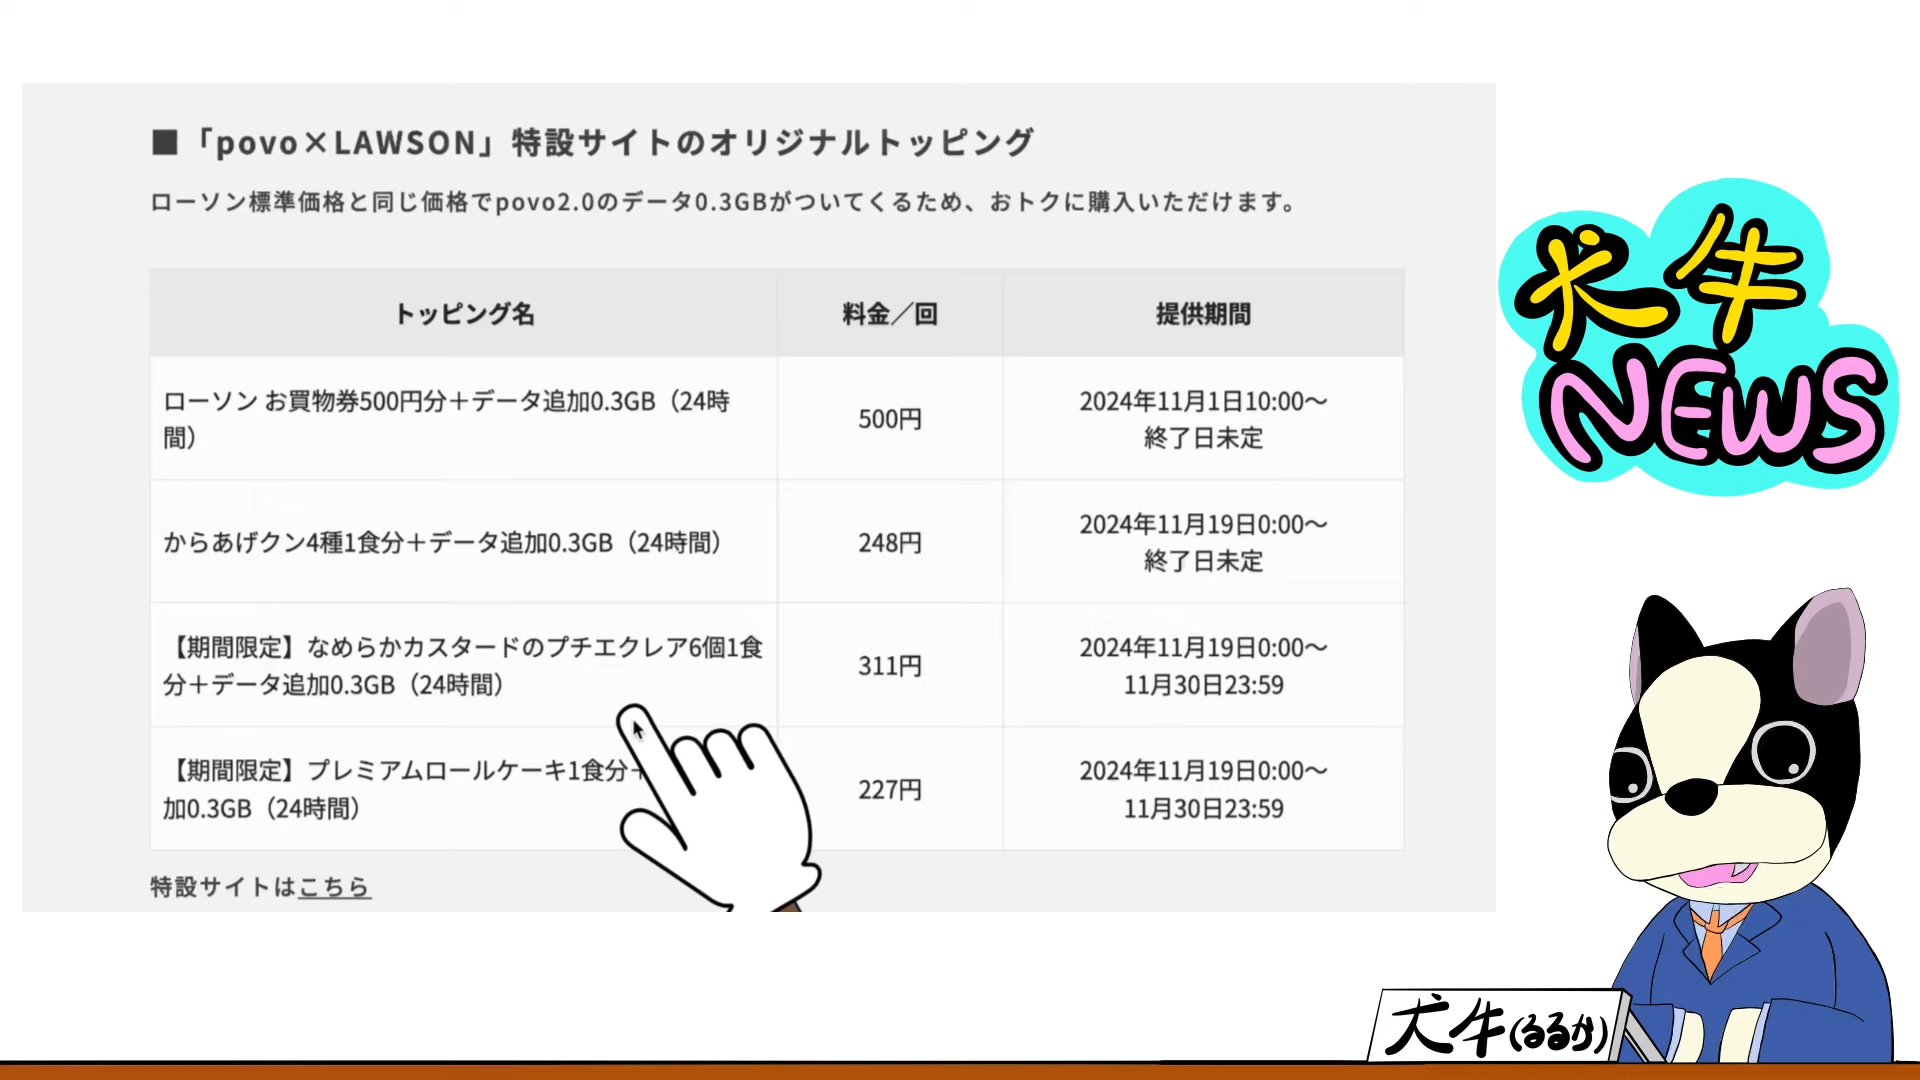 ■「povo×LAWSON」特設サイトのオリジナルトッピング
ローソン標準価格と同じ価格でpovo2.0のデータ0.3GBがついてくるため、おトクに購入いただけます。
トッピング名
料金／回
提供期間
ローソン お買物券500円分＋データ追加0.3GB（24時
間）
500円
2024年11月1日10:00～
終了日未定
からあげクン4種1食分＋データ追加0.3GB（24時間）
248円
2024年11月19日0:00～
終了日未定
【期間限定】なめらかカスタードのプチエクレア6個1食
分＋データ追加0.3GB（24時間）
311円
2024年11月19日0:00～
11月30日23:59
【期間限定】プレミアムロールケーキ1食分＋
加0.3GB（24時間）
227円
2024年11月19日0:00～
11月30日23:59
特設サイトはこちら
犬牛
NEWS
犬牛(るるか)